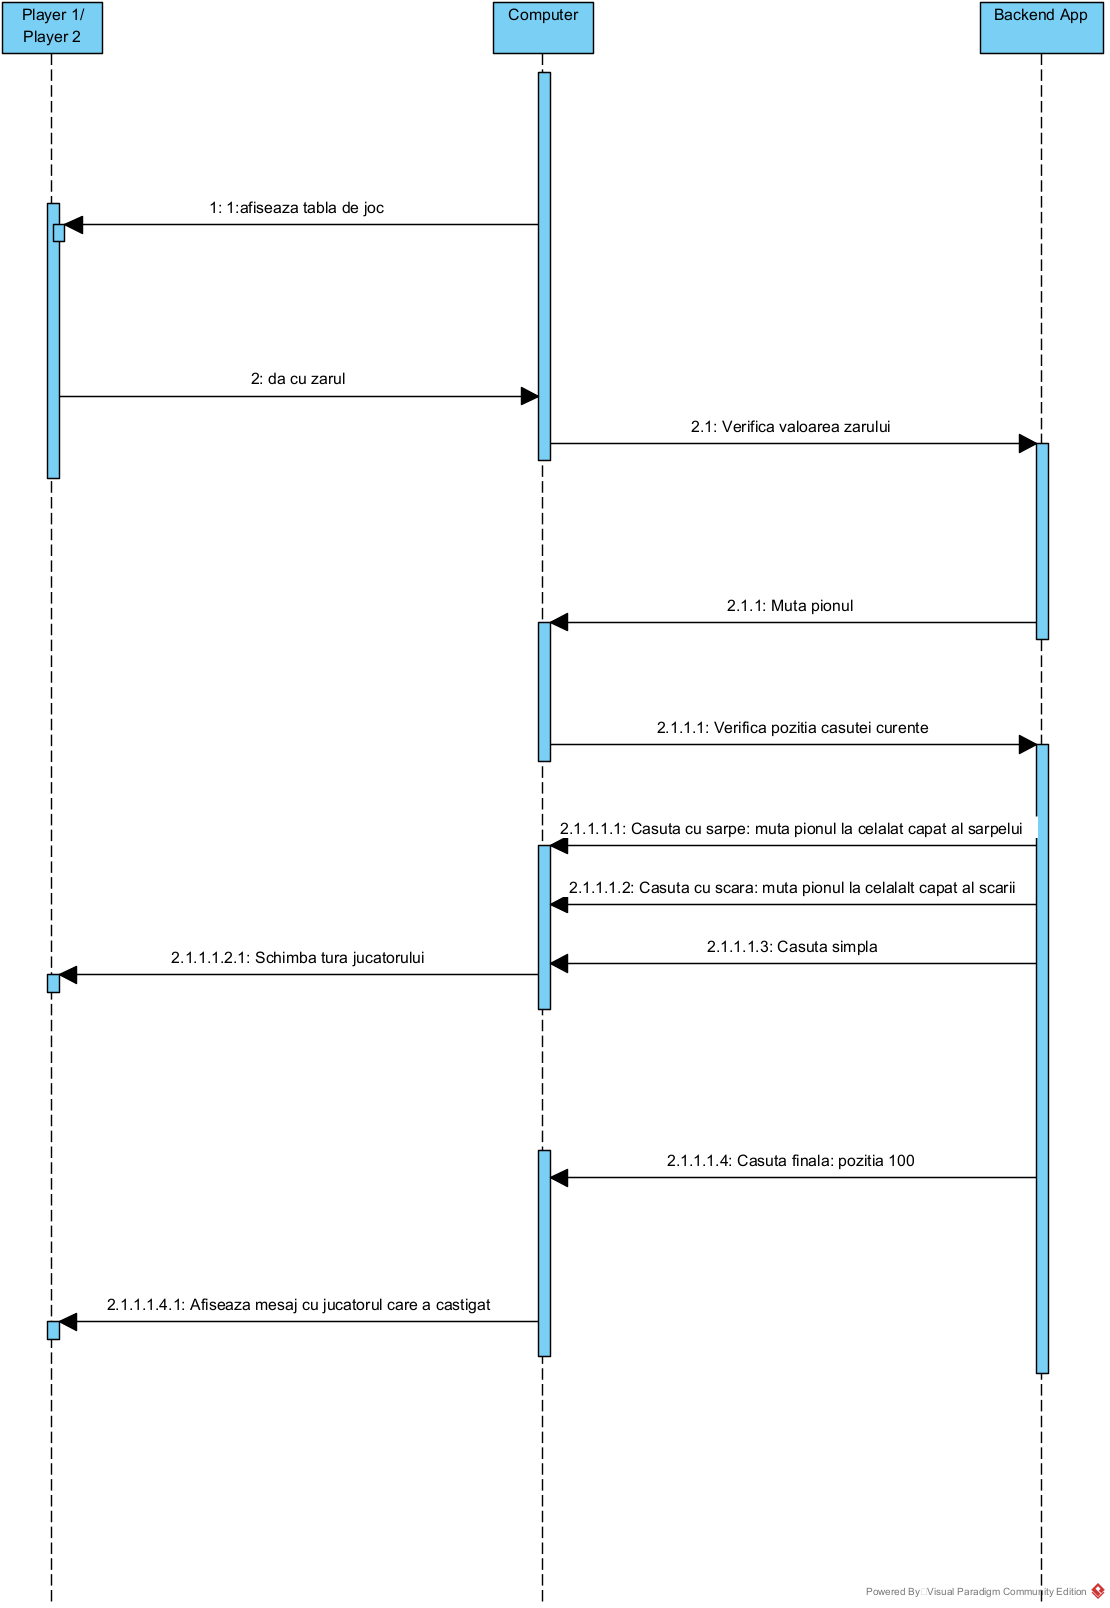 Player 1/
Player 2
Computer
Backend App
1: 1:afiseaza tabla de joc
2: da cu zarul
2.1: Verifica valoarea zarului
2.1.1: Muta pionul
2.1.1.1: Verifica pozitia casutei curente
2.1.1.1.1: Casuta cu sarpe: muta pionul la celalat capat al sarpelui
2.1.1.1.2: Casuta cu scara: muta pionul la celalalt capat al scarii
2.1.1.1.3: Casuta simpla
2.1.1.1.2.1: Schimba tura jucatorului
2.1.1.1.4: Casuta finala: pozitia 100
2.1.1.1.4.1: Afiseaza mesaj cu jucatorul care a castigat
Powered By Visual Paradigm Community Edition